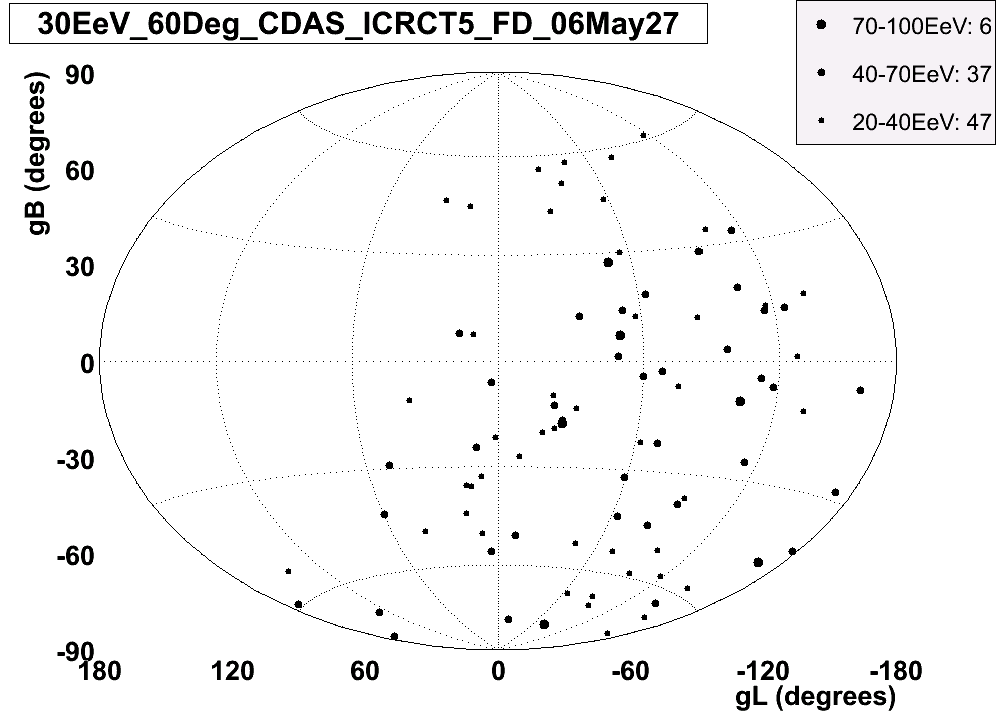 30EeV_60Deg_CDAS_ICRCT5_FD_06May27
70-100EeV: 6
40-70EeV: 37
20-40EeV: 47
gB (degrees)
90
60
30
0
-30
-60
-90
180 120 60 0 -60 -120 -180
gL (degrees)